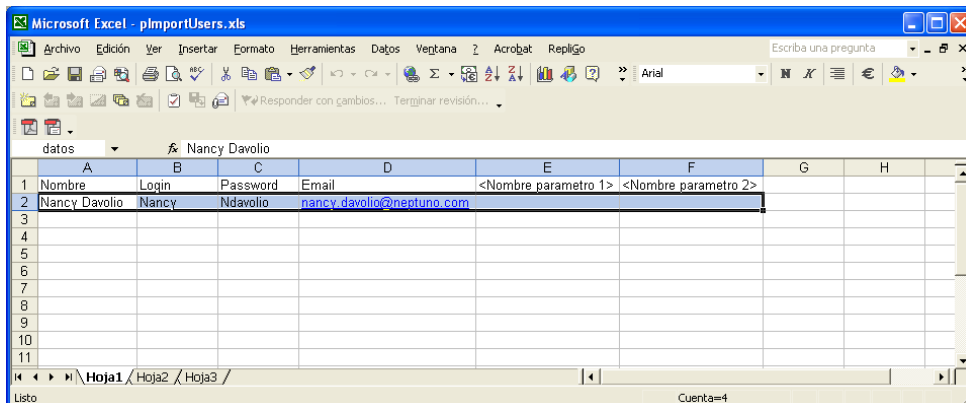 Microsoft Excel - pImportUsers.xls
Archivo Edición Ver Insertar Formato Herramientas Datos Ventana ? Acrobat RepliGo Escriba una pregunta
Arial N K €
Responder con cambios... Terminar revisión...
datos fx Nancy Davolio
A B C D E F G H
1 Nombre Login Password Email <Nombre parametro 1> <Nombre parametro 2>
2 Nancy Davolio Nancy Ndavolio nancy.davolio@neptuno.com
3
4
5
6
7
8
9
10
11
Hoja1 Hoja2 Hoja3
Listo Cuenta=4